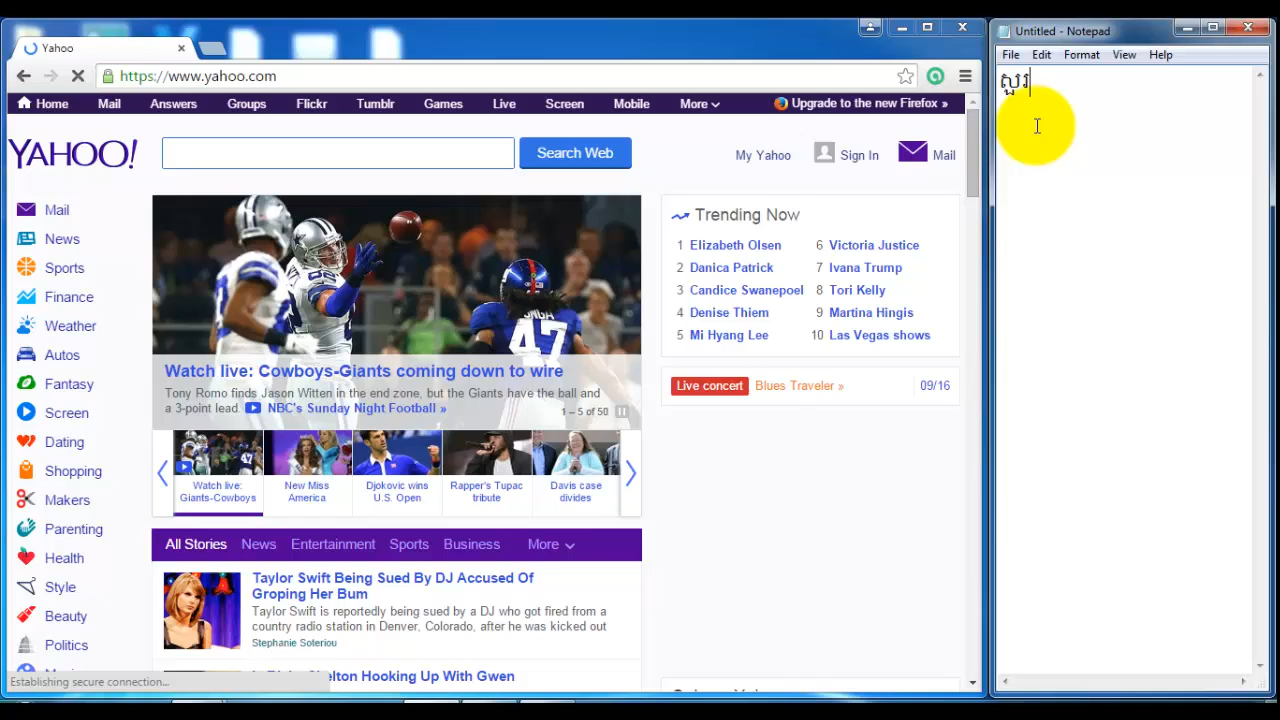 Yahoo
https://www.yahoo.com
Home Mail Answers Groups Flickr Tumblr Games Live Screen Mobile More Upgrade to the new Firefox »
YAHOO!
Search Web
My Yahoo Sign In Mail
Mail
News
Sports
Finance
Weather
Autos
Fantasy
Screen
Dating
Shopping
Makers
Parenting
Health
Style
Beauty
Politics
47
Watch live: Cowboys-Giants coming down to wire
Tony Romo finds Jason Witten in the end zone, but the Giants have the ball and
a 3-point lead. NBC's Sunday Night Football »
1 – 5 of 50
Watch live:
Giants-Cowboys
New Miss
America
Djokovic wins
U.S. Open
Rapper's Tupac
tribute
Davis case
divides
All Stories News Entertainment Sports Business More
Taylor Swift Being Sued By DJ Accused Of
Groping Her Bum
Taylor Swift is reportedly being sued by a DJ who got fired from a
country radio station in Denver, Colorado, after he was kicked out
Stephanie Soteriou
Hooking Up With Gwen
Trending Now
1 Elizabeth Olsen
2 Danica Patrick
3 Candice Swanepoel
4 Denise Thiem
5 Mi Hyang Lee
6 Victoria Justice
7 Ivana Trump
8 Tori Kelly
9 Martina Hingis
10 Las Vegas shows
Live concert Blues Traveler » 09/16
Establishing secure connection...
Untitled - Notepad
File Edit Format View Help
សួរ